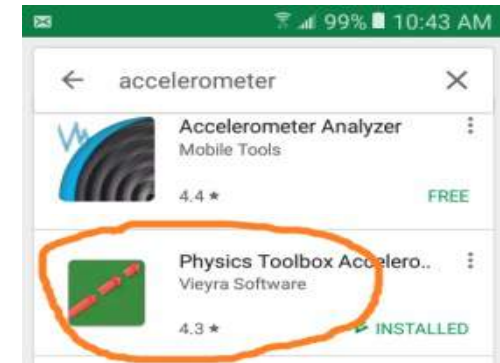 99% 10:43 AM
accelerometer
Accelerometer Analyzer
Mobile Tools
4.4 ★ FREE
Physics Toolbox Accelero..
Vieyra Software
4.3 ★ INSTALLED